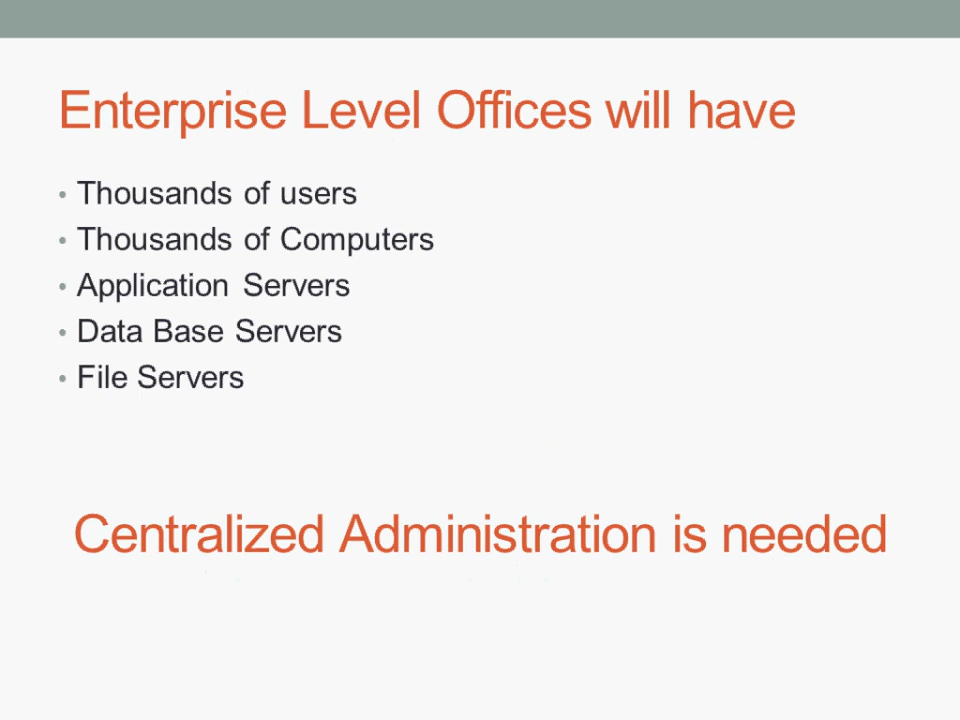 Enterprise Level Offices will have
• Thousands of users
• Thousands of Computers
• Application Servers
• Data Base Servers
• File Servers
Centralized Administration is needed